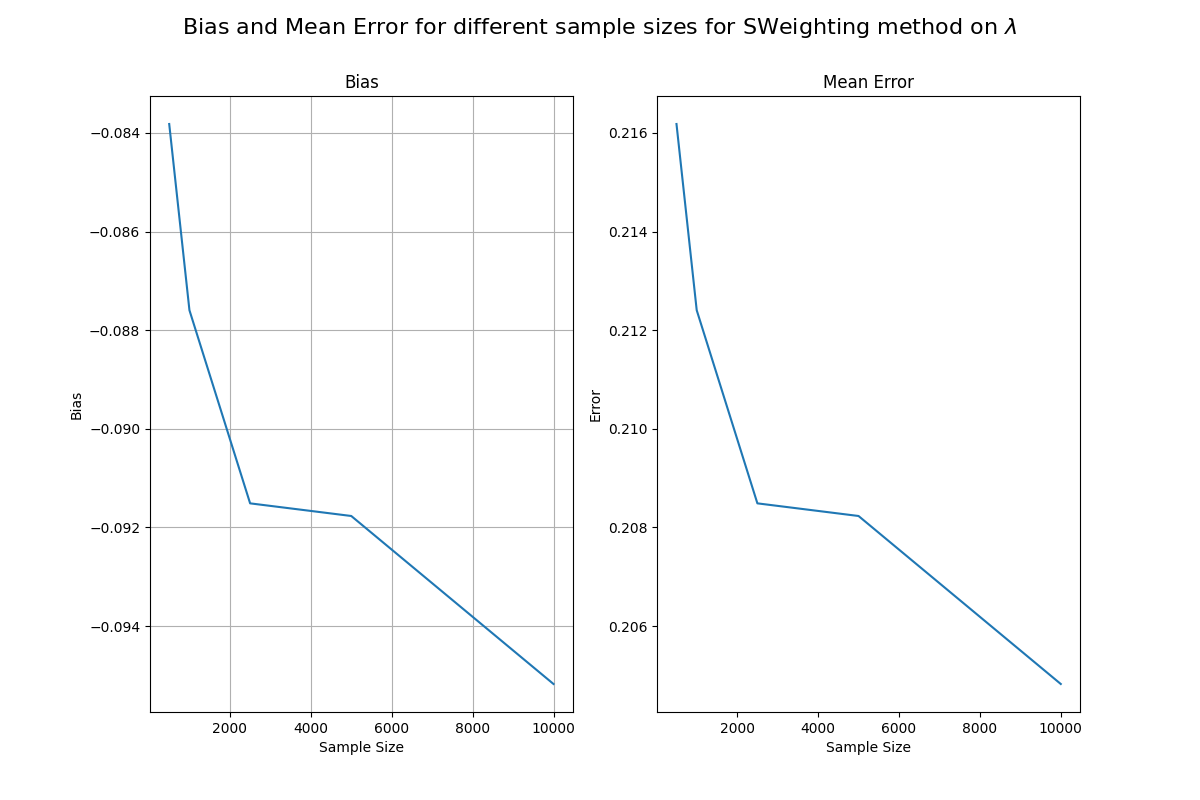 Bias and Mean Error for different sample sizes for SWeighting method on λ
Bias
−0.084
−0.086
−0.088
−0.090
−0.092
−0.094
Bias
2000 4000 6000 8000 10000
Sample Size
Mean Error
0.216
0.214
0.212
0.210
0.208
0.206
Error
2000 4000 6000 8000 10000
Sample Size